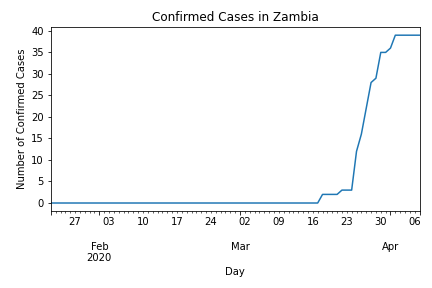 Confirmed Cases in Zambia
Number of Confirmed Cases
40
35
30
25
20
15
10
5
0
27 03 10 17 24 02 09 16 23 30 06
Feb Mar Apr
2020
Day